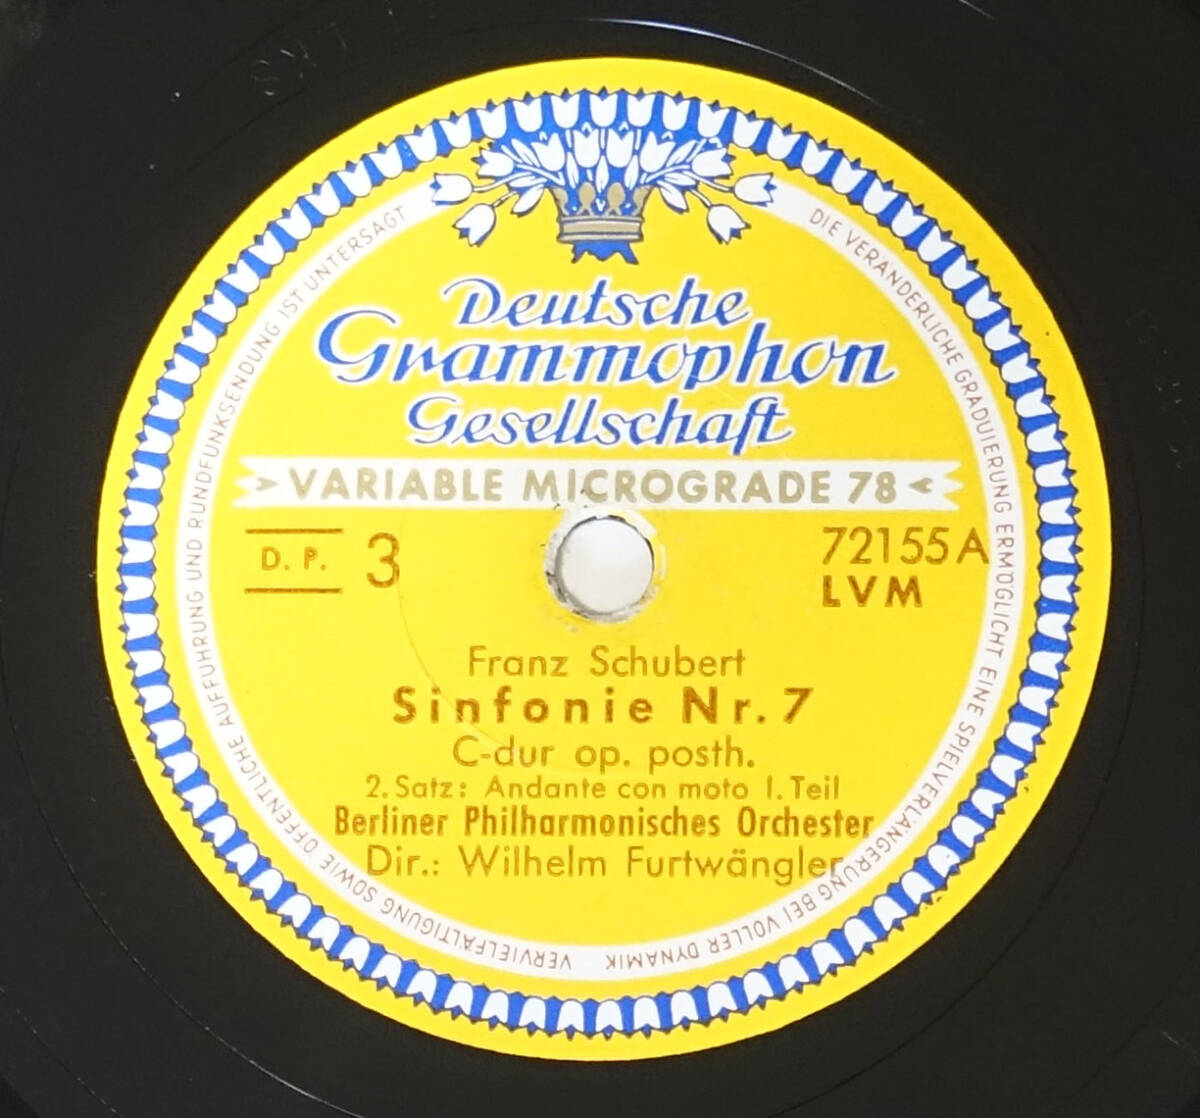 Deutsche
Grammophon
Gesellschaft
VARIABLE MICROGRADE 78
D. P. 3
72155 A
LVM
Franz Schubert
Sinfonie Nr. 7
C-dur op. posth.
2. Satz: Andante con moto 1. Teil
Berliner Philharmonisches Orchester
Dir.: Wilhelm Furtwängler
DIE VERÄNDERLICHE GRADUIERUNG ERMÖGLICHT EINE SPIELVERLÄNGERUNG BEI VOLLER DYNAMIK
VERVIELFÄLTIGUNG SOWIE ÖFFENTLICHE AUFFÜHRUNG UND RUNDFUNKSENDUNG IST UNTERSAGT